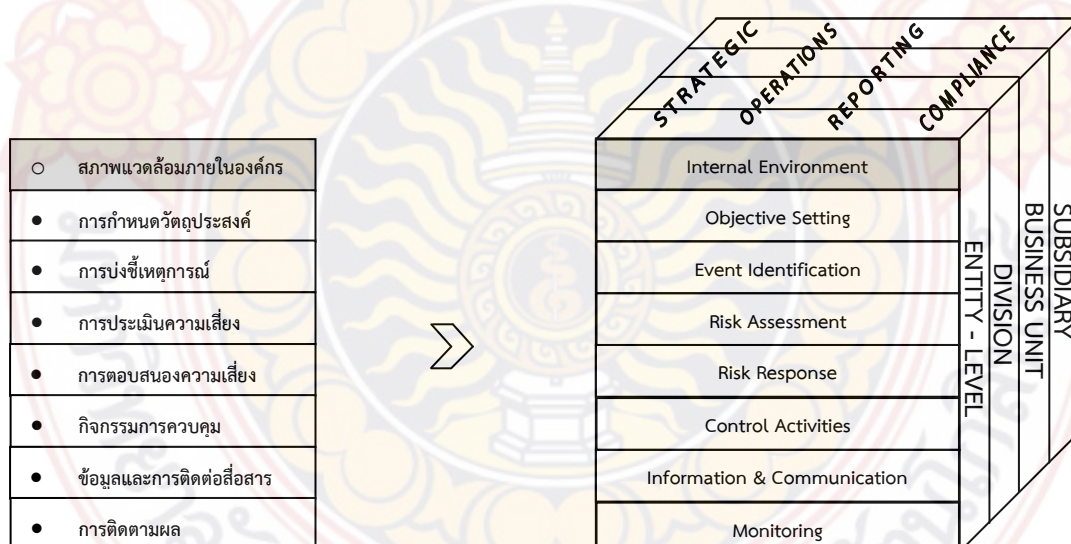 ○ สภาพแวดล้อมภายในองค์กร
● การกำหนดวัตถุประสงค์
● การบ่งชี้เหตุการณ์
● การประเมินความเสี่ยง
● การตอบสนองความเสี่ยง
● กิจกรรมการควบคุม
● ข้อมูลและการติดต่อสื่อสาร
● การติดตามผล
STRATEGIC
OPERATIONS
REPORTING
COMPLIANCE
Internal Environment
Objective Setting
Event Identification
Risk Assessment
Risk Response
Control Activities
Information & Communication
Monitoring
ENTITY - LEVEL
DIVISION
BUSINESS UNIT
SUBSIDIARY